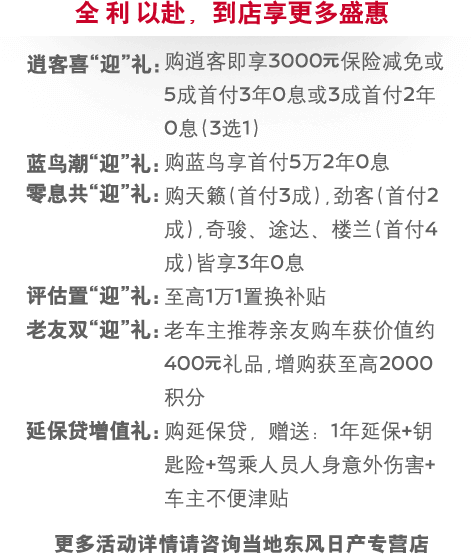 全利以赴，到店享更多盛惠
逍客喜“迎”礼：购逍客即享3000元保险减免或
5成首付3年0息或3成首付2年
0息(3选1)
蓝鸟潮“迎”礼：购蓝鸟享首付5万2年0息
零息共“迎”礼：购天籁(首付3成),劲客(首付2
成),奇骏、途达、楼兰(首付4
成)皆享3年0息
评估置“迎”礼：至高1万1置换补贴
老友双“迎”礼：老车主推荐亲友购车获价值约
400元礼品,增购获至高2000
积分
延保贷增值礼：购延保贷，赠送：1年延保+钥
匙险+驾乘人员人身意外伤害+
车主不便津贴
更多活动详情请咨询当地东风日产专营店